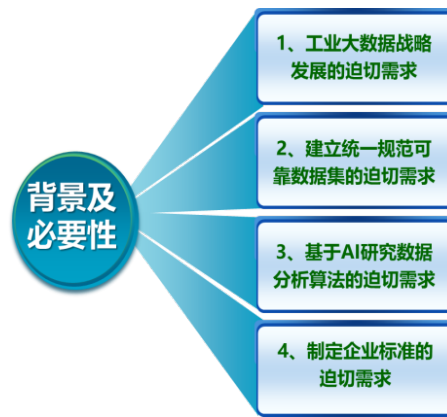 背景及
必要性
1、工业大数据战略
发展的迫切需求
2、建立统一规范可
靠数据集的迫切需求
3、基于AI研究数据
分析算法的迫切需求
4、制定企业标准的
迫切需求